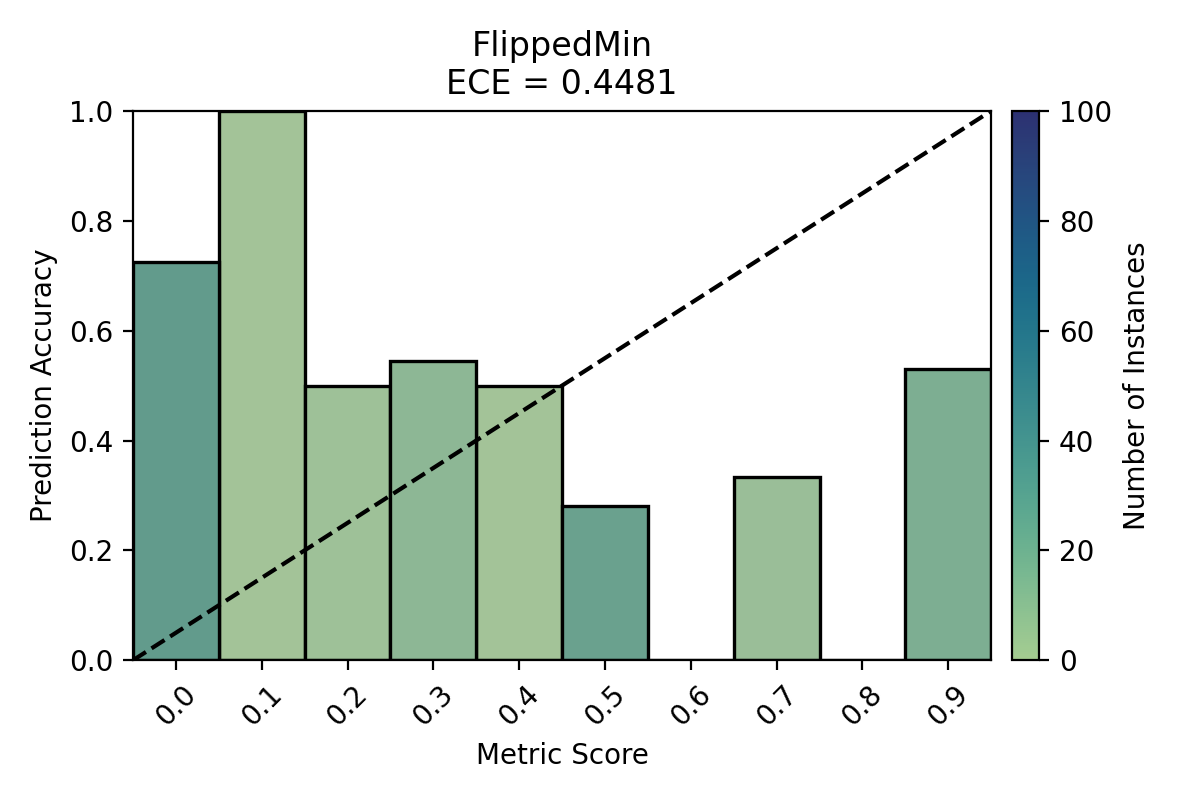 FlippedMin
ECE = 0.4481
1.0
0.8
0.6
0.4
0.2
0.0
Prediction Accuracy
0.0 0.1 0.2 0.3 0.4 0.5 0.6 0.7 0.8 0.9
Metric Score
100
80
60
40
20
0
Number of Instances